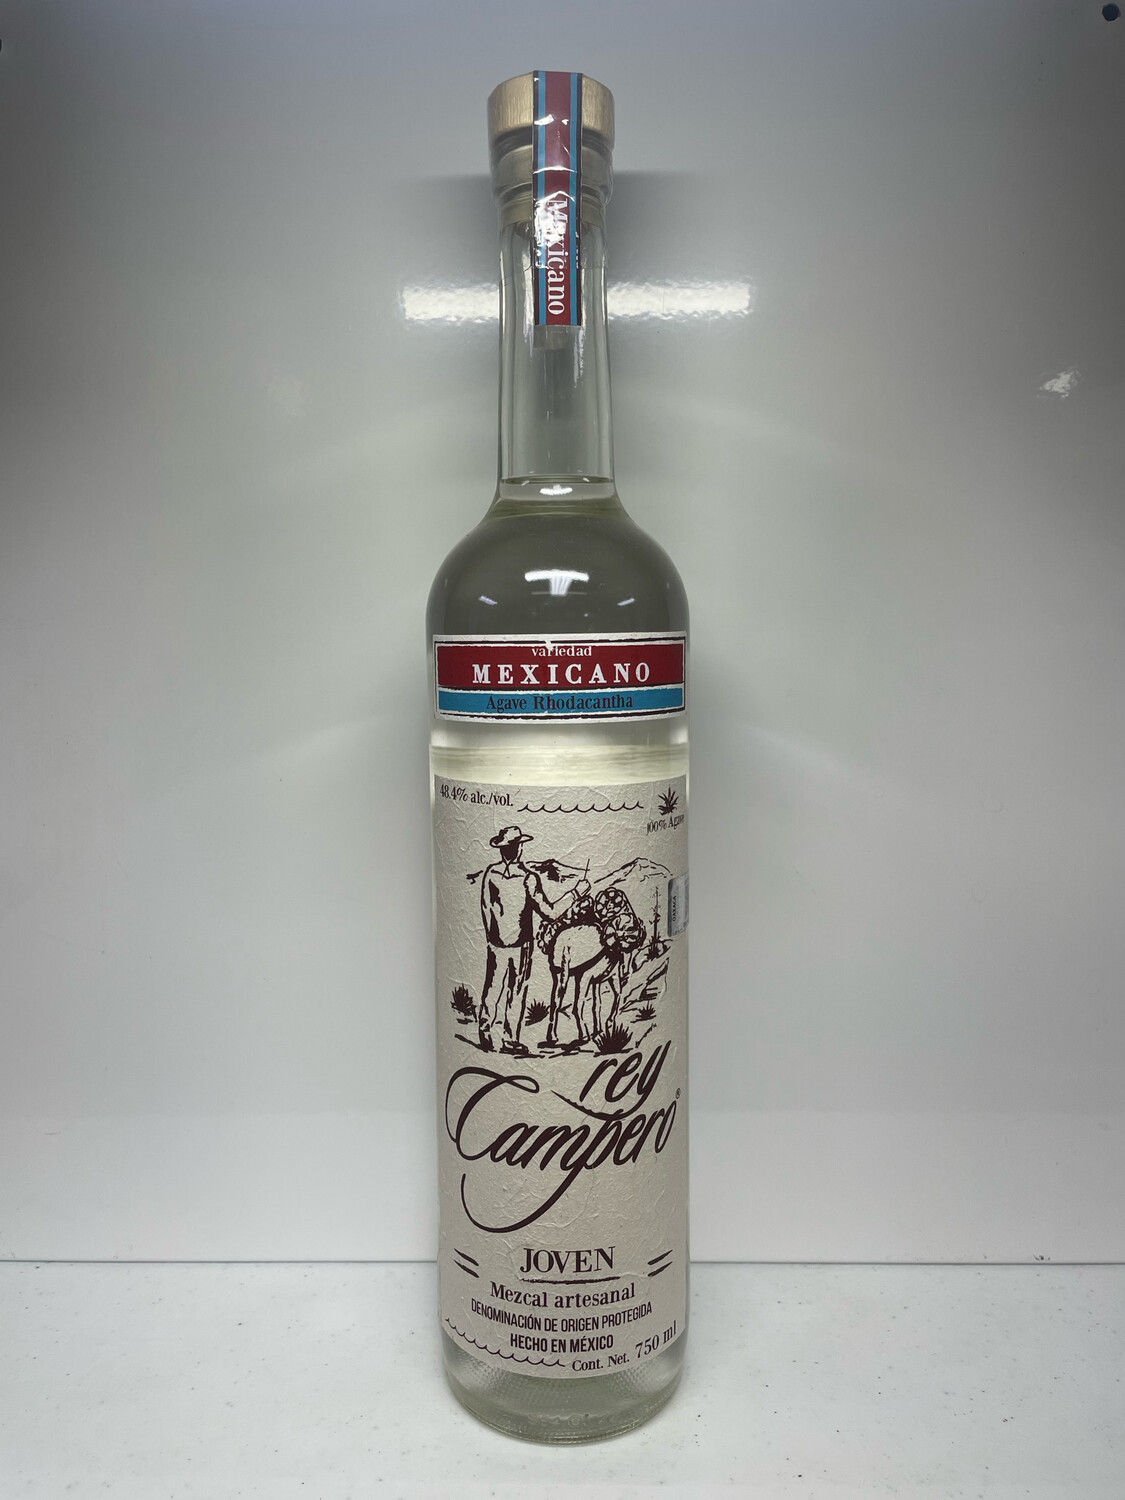 Mexicano
variedad
MEXICANO
Agave Rhodacantha
48.4% alc./vol.
100% Agave
OAXACA
rey
Campero®
JOVEN
Mezcal artesanal
DENOMINACIÓN DE ORIGEN PROTEGIDA
HECHO EN MÉXICO
Cont. Net. 750 ml